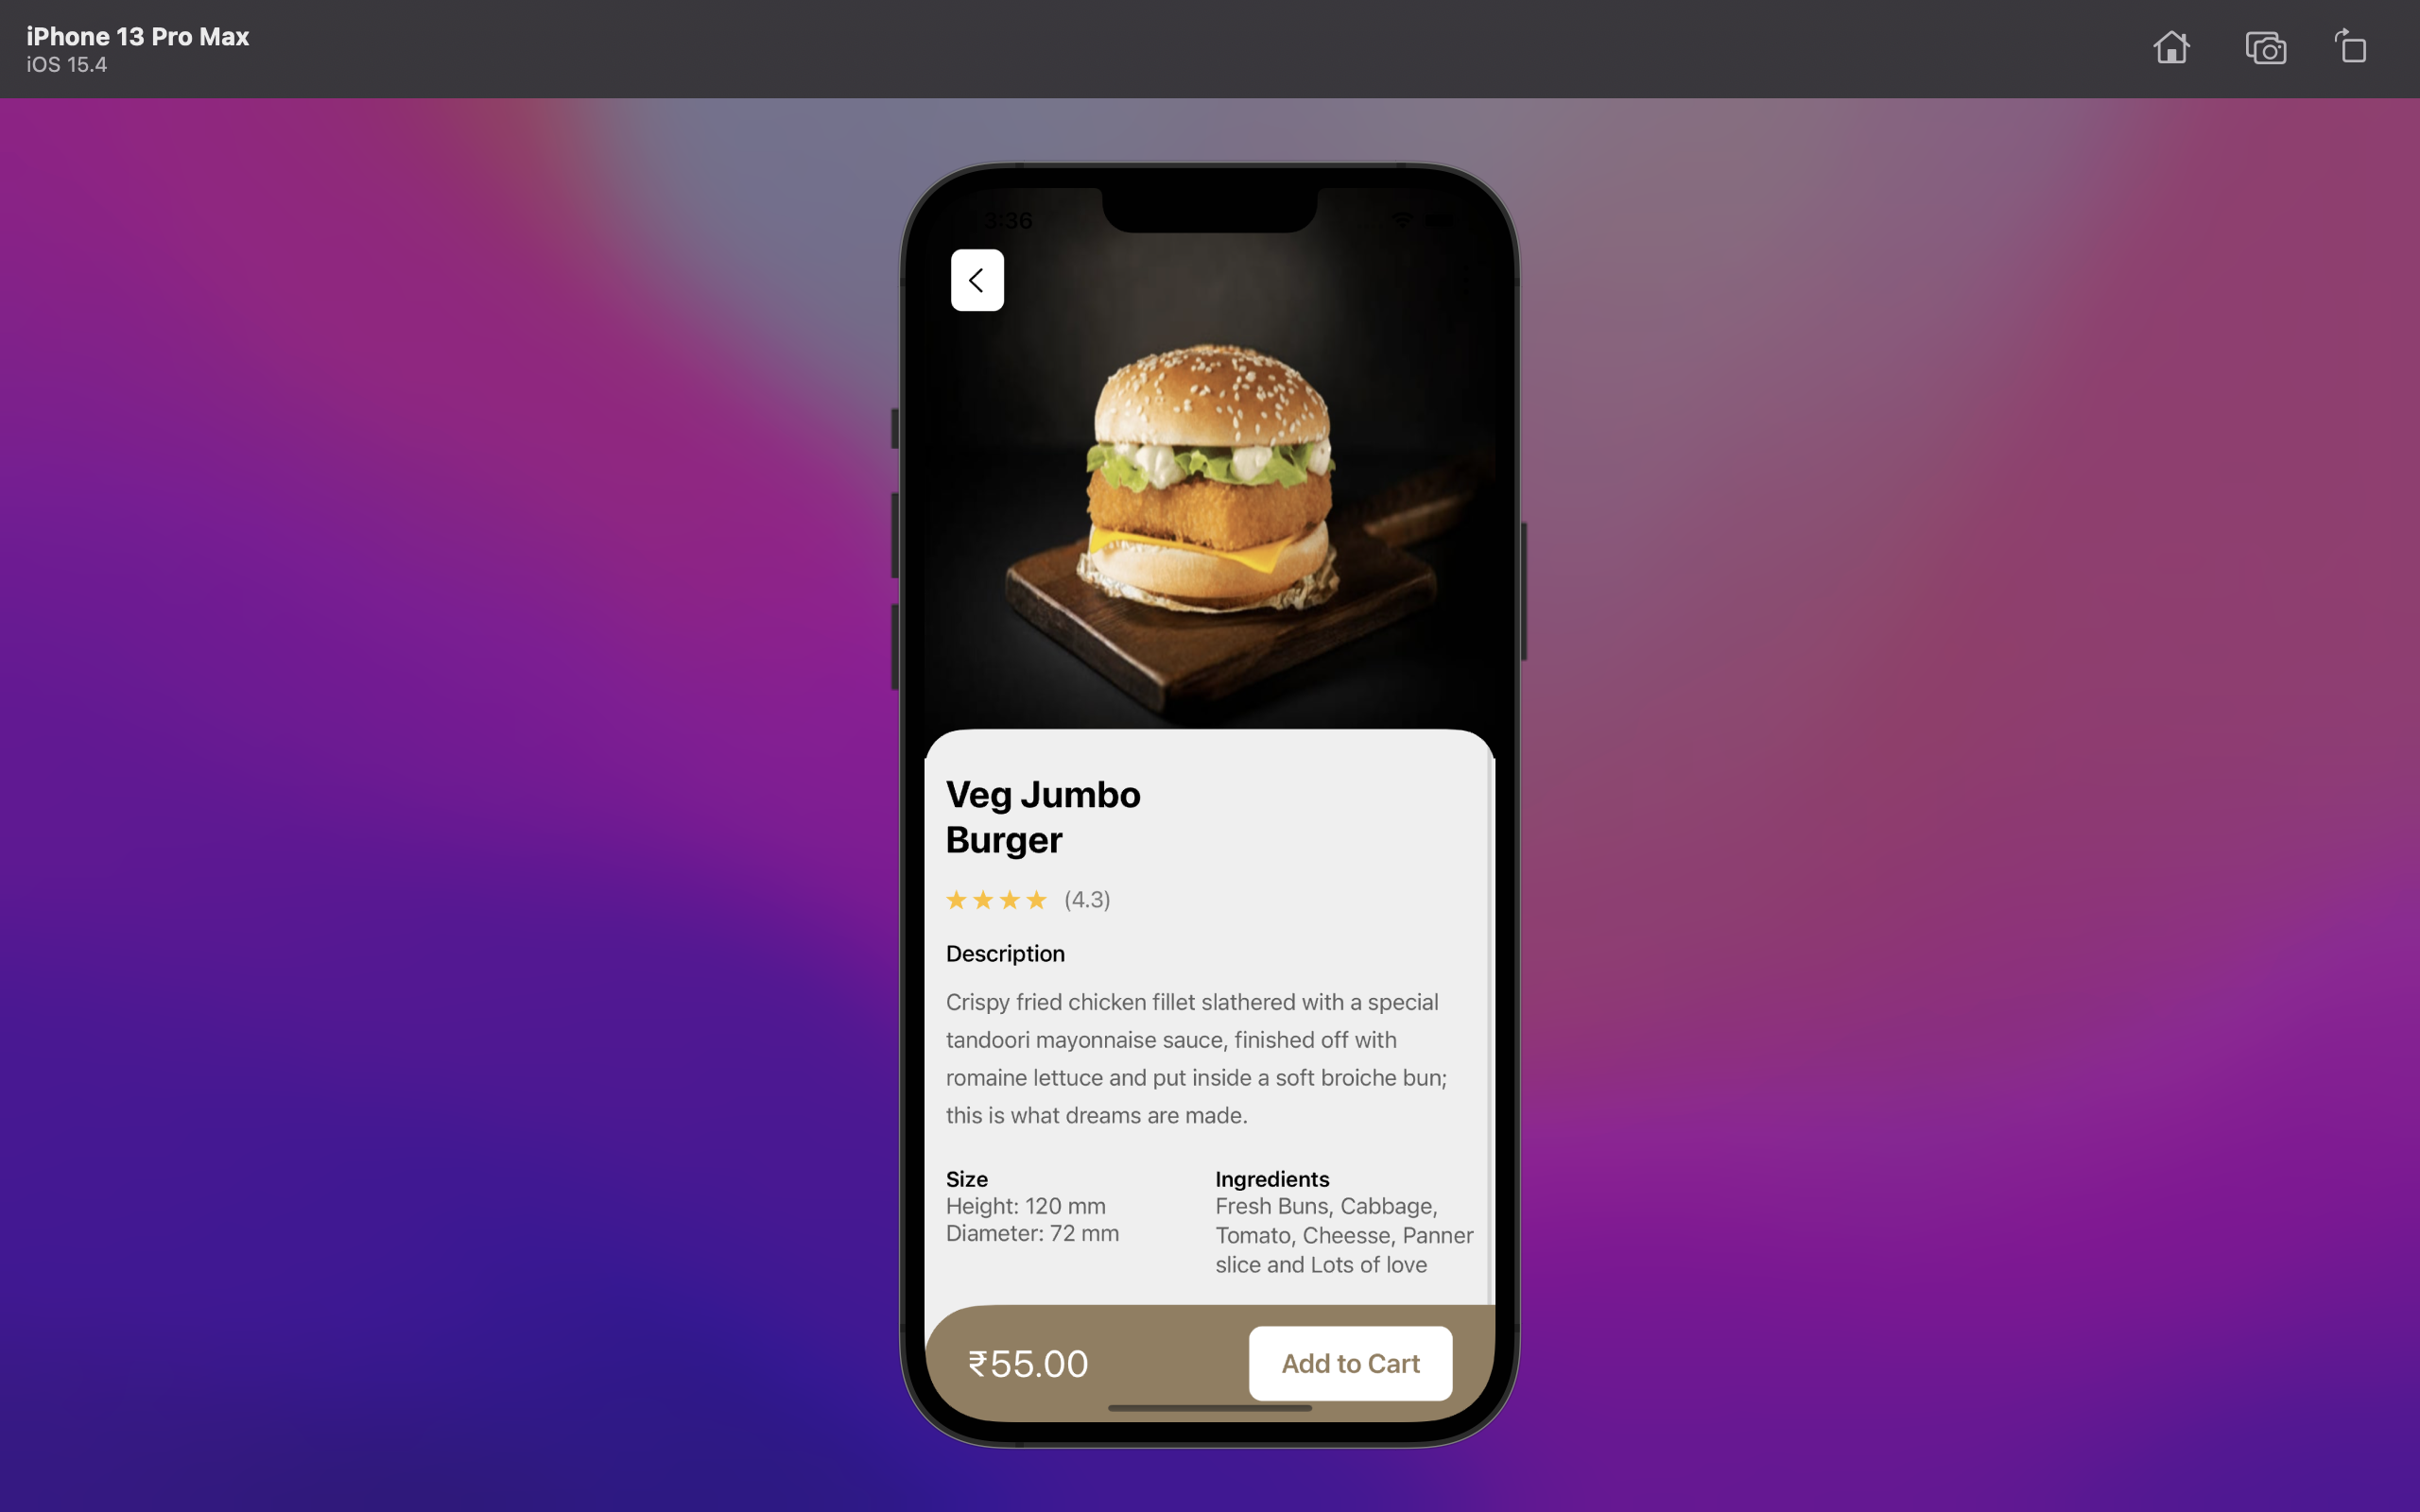 iPhone 13 Pro Max
iOS 15.4
3:36
Veg Jumbo
Burger
(4.3)
Description
Crispy fried chicken fillet slathered with a special
tandoori mayonnaise sauce, finished off with
romaine lettuce and put inside a soft broiche bun;
this is what dreams are made.
Size
Height: 120 mm
Diameter: 72 mm
Ingredients
Fresh Buns, Cabbage,
Tomato, Cheesse, Panner
slice and Lots of love
₹55.00
Add to Cart